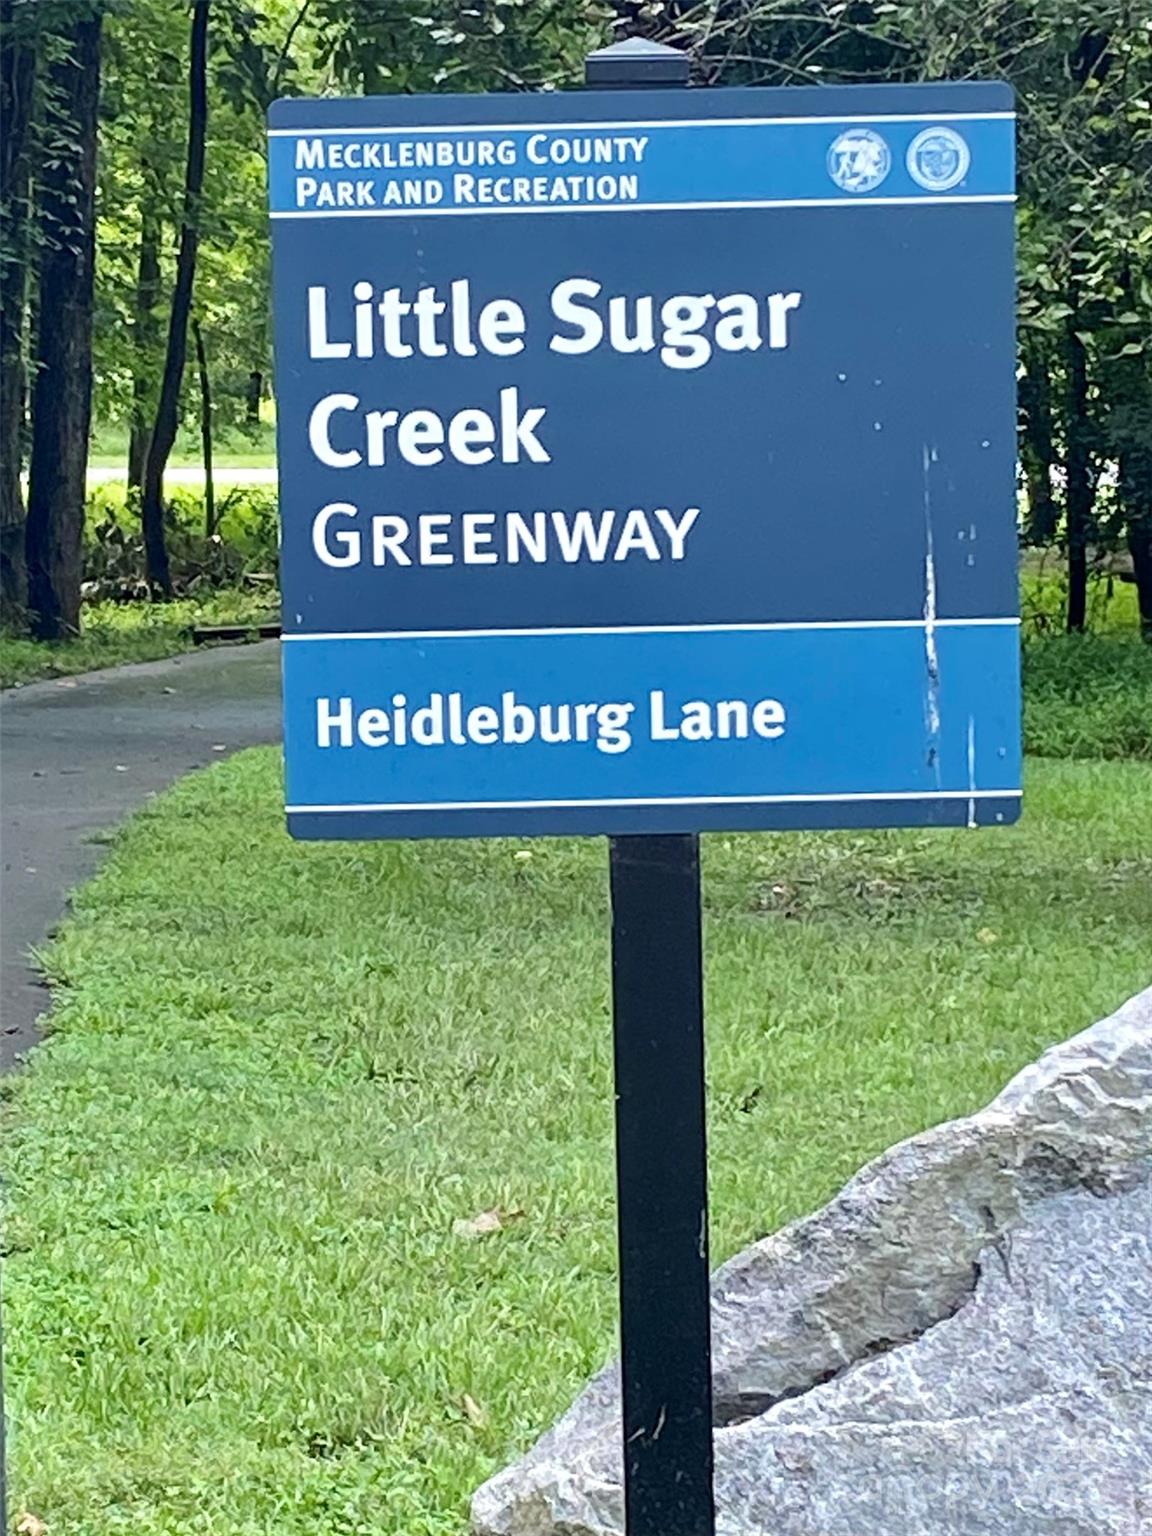 MECKLENBURG COUNTY
PARK AND RECREATION
Little Sugar
Creek
GREENWAY
Heidleburg Lane